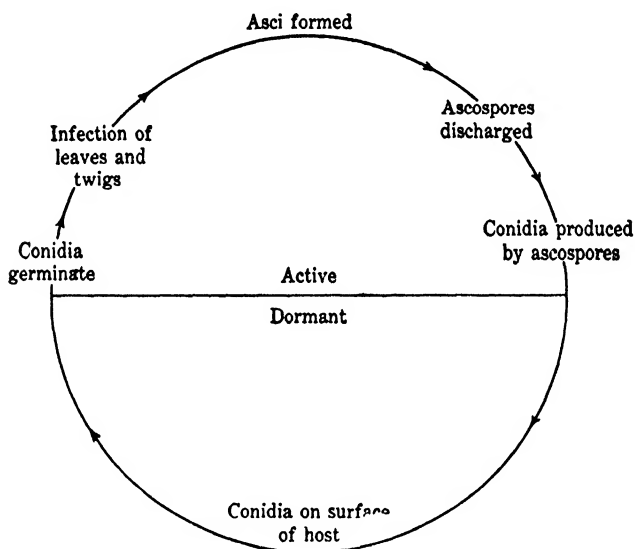 Asci formed
Ascospores
discharged
Infection of
leaves and
twigs
Conidia produced
by ascospores
Conidia
germinate
Active
Dormant
Conidia on surface
of host